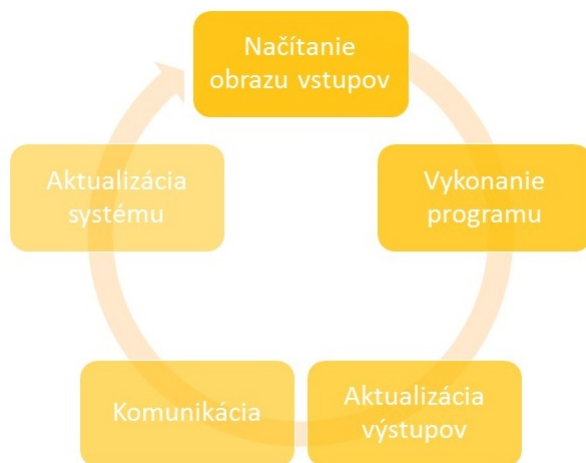 Načítanie
obrazu vstupov
Vykonanie
programu
Aktualizácia
výstupov
Komunikácia
Aktualizácia
systému